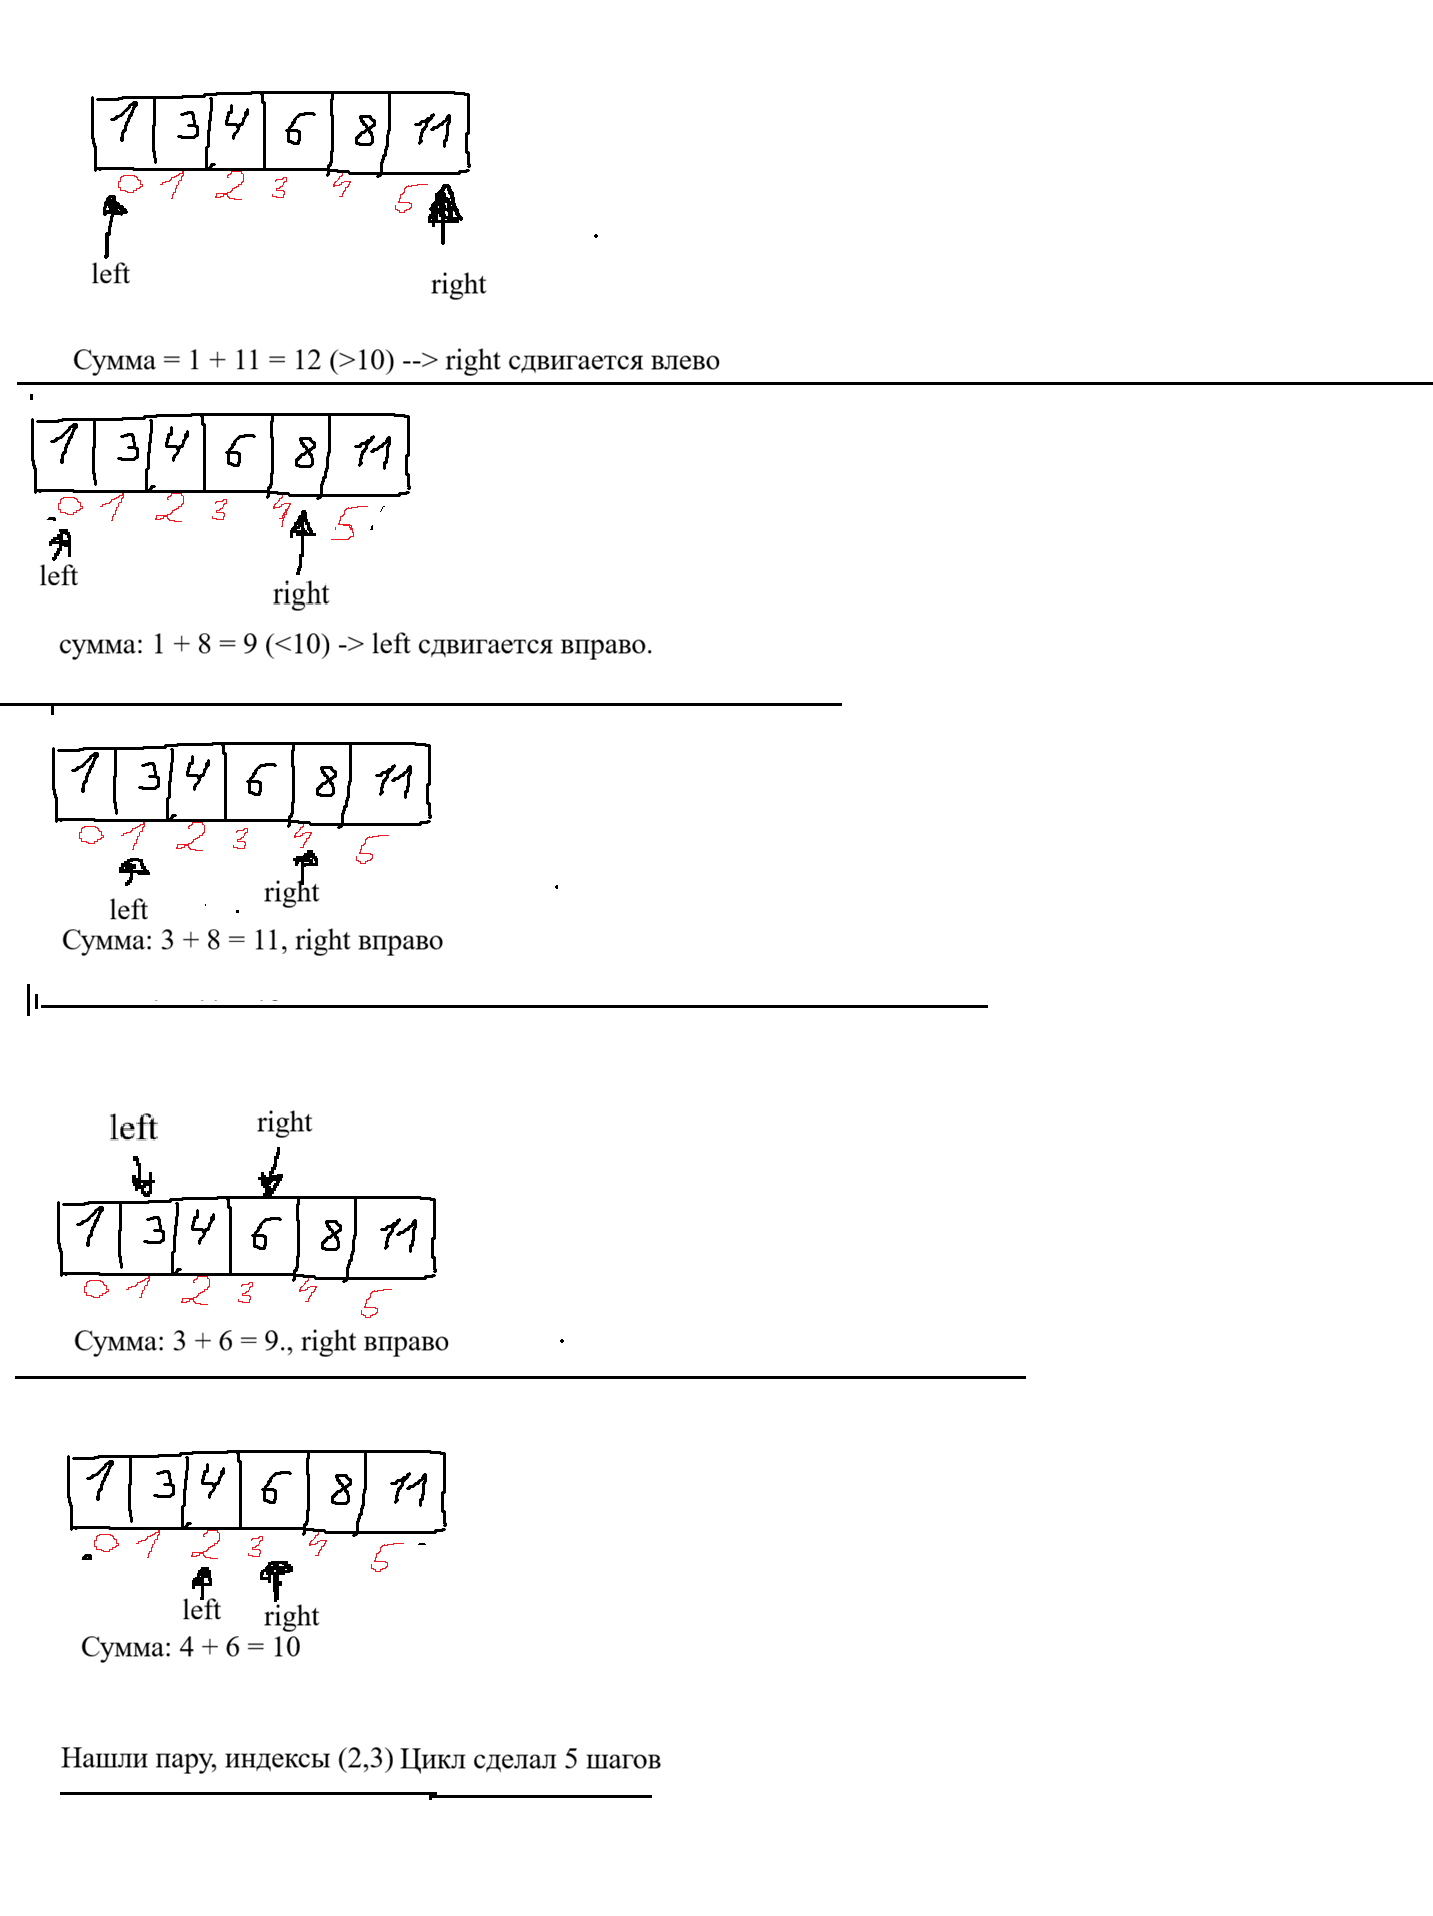 1 3 4 6 8 11
0 1 2 3 4 5
left right
Сумма = 1 + 11 = 12 (>10) --> right сдвигается влево
1 3 4 6 8 11
0 1 2 3 4 5
left
right
сумма: 1 + 8 = 9 (<10) -> left сдвигается вправо.
1 3 4 6 8 11
0 1 2 3 4 5
right
left
Сумма: 3 + 8 = 11, right вправо
left right
1 3 4 6 8 11
0 1 2 3 4 5
Сумма: 3 + 6 = 9., right вправо
1 3 4 6 8 11
0 1 2 3 4 5
left right
Сумма: 4 + 6 = 10
Нашли пару, индексы (2,3) Цикл сделал 5 шагов